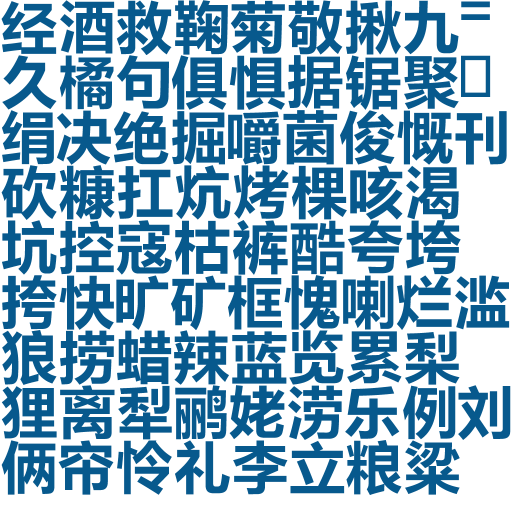 经酒救鞠菊敬揪九=
久橘句俱惧据锯聚
绢决绝掘嚼菌俊慨刊
砍糠扛炕烤棵咳渴
坑控寇枯裤酷夸垮
挎快旷矿框愧喇烂滥
狼捞蜡辣蓝览累梨
狸离犁鹂姥涝乐例刘
俩帘怜礼李立粮粱